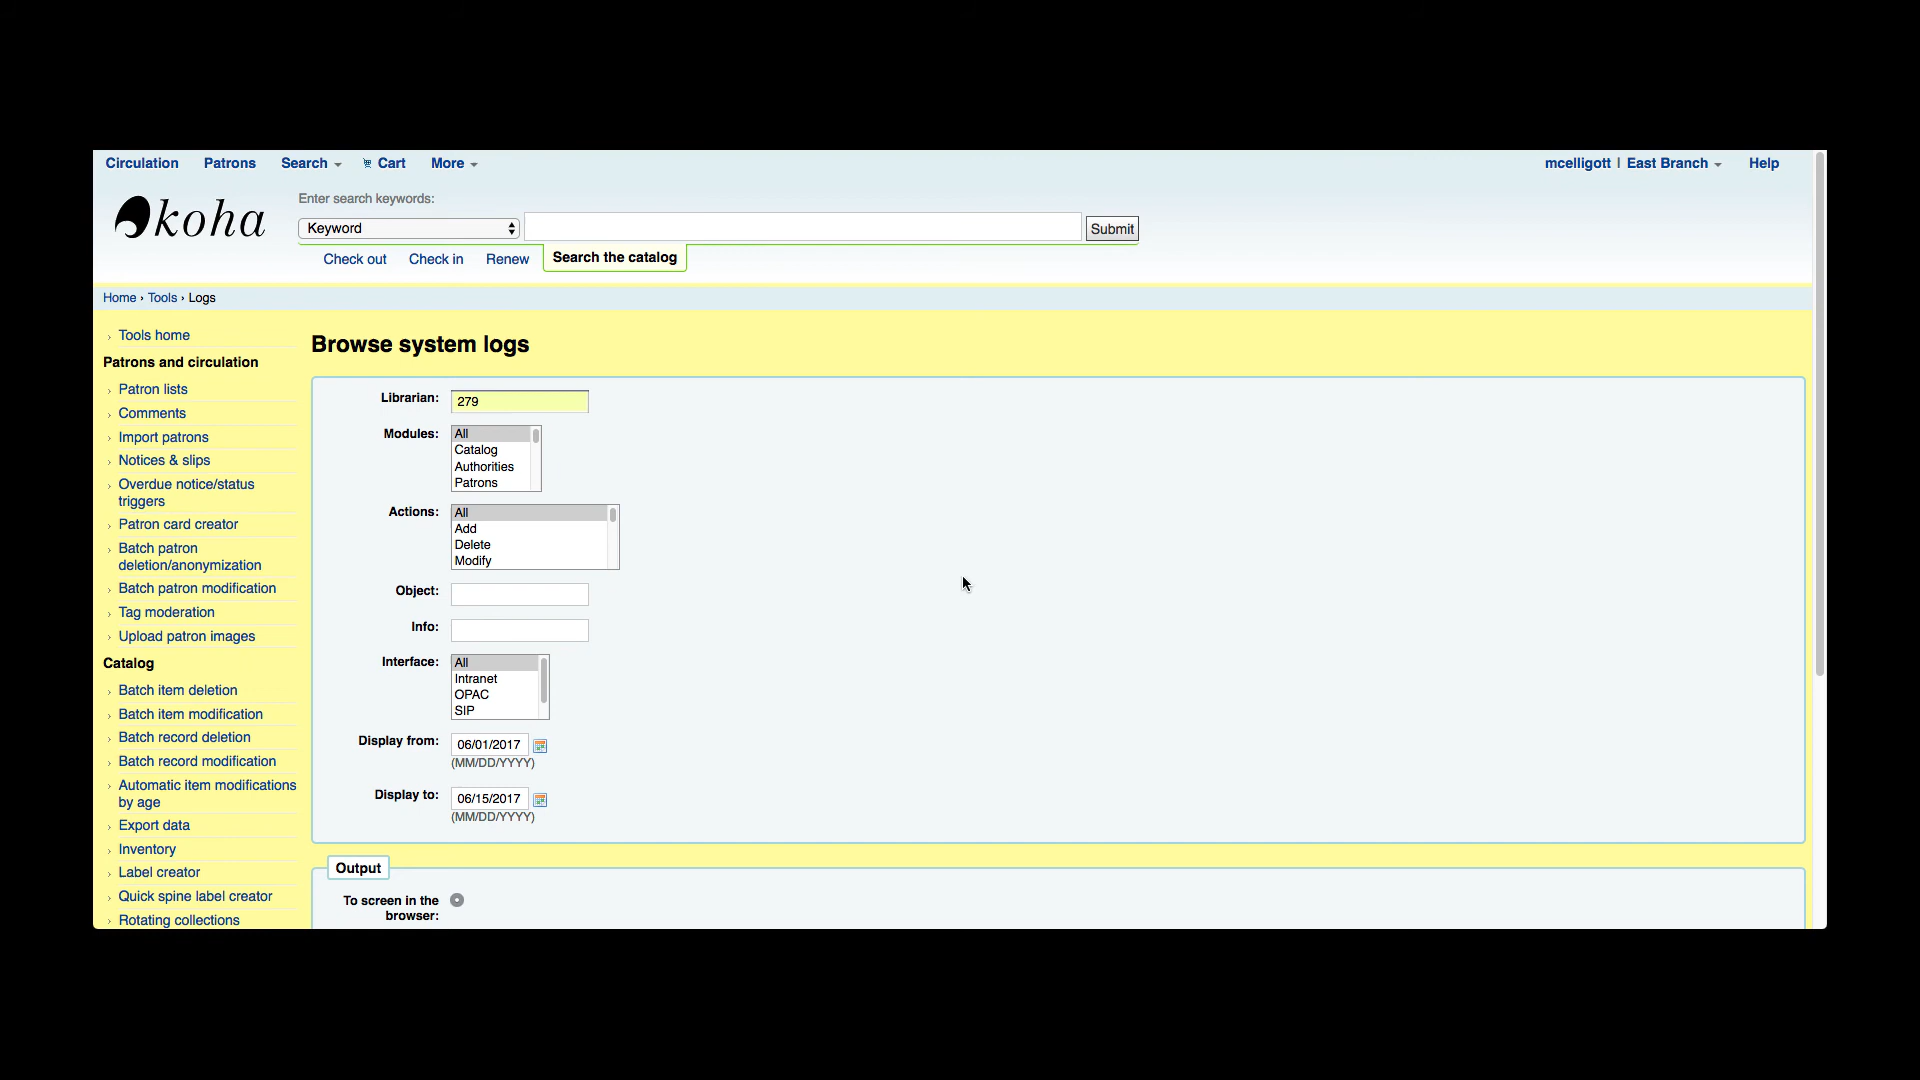 Circulation Patrons Search Cart More mcelligott | East Branch Help
koha
Enter search keywords:
Keyword Submit
Check out Check in Renew Search the catalog
Home › Tools › Logs
Tools home
Patrons and circulation
Patron lists
Comments
Import patrons
Notices & slips
Overdue notice/status
triggers
Patron card creator
Batch patron
deletion/anonymization
Batch patron modification
Tag moderation
Upload patron images
Catalog
Batch item deletion
Batch item modification
Batch record deletion
Batch record modification
Automatic item modifications
by age
Export data
Inventory
Label creator
Quick spine label creator
Rotating collections
Browse system logs
Librarian: 279
Modules: All
Catalog
Authorities
Patrons
Actions: All
Add
Delete
Modify
Object:
Info:
Interface: All
Intranet
OPAC
SIP
Display from: 06/01/2017
(MM/DD/YYYY)
Display to: 06/15/2017
(MM/DD/YYYY)
Output
To screen in the
browser: